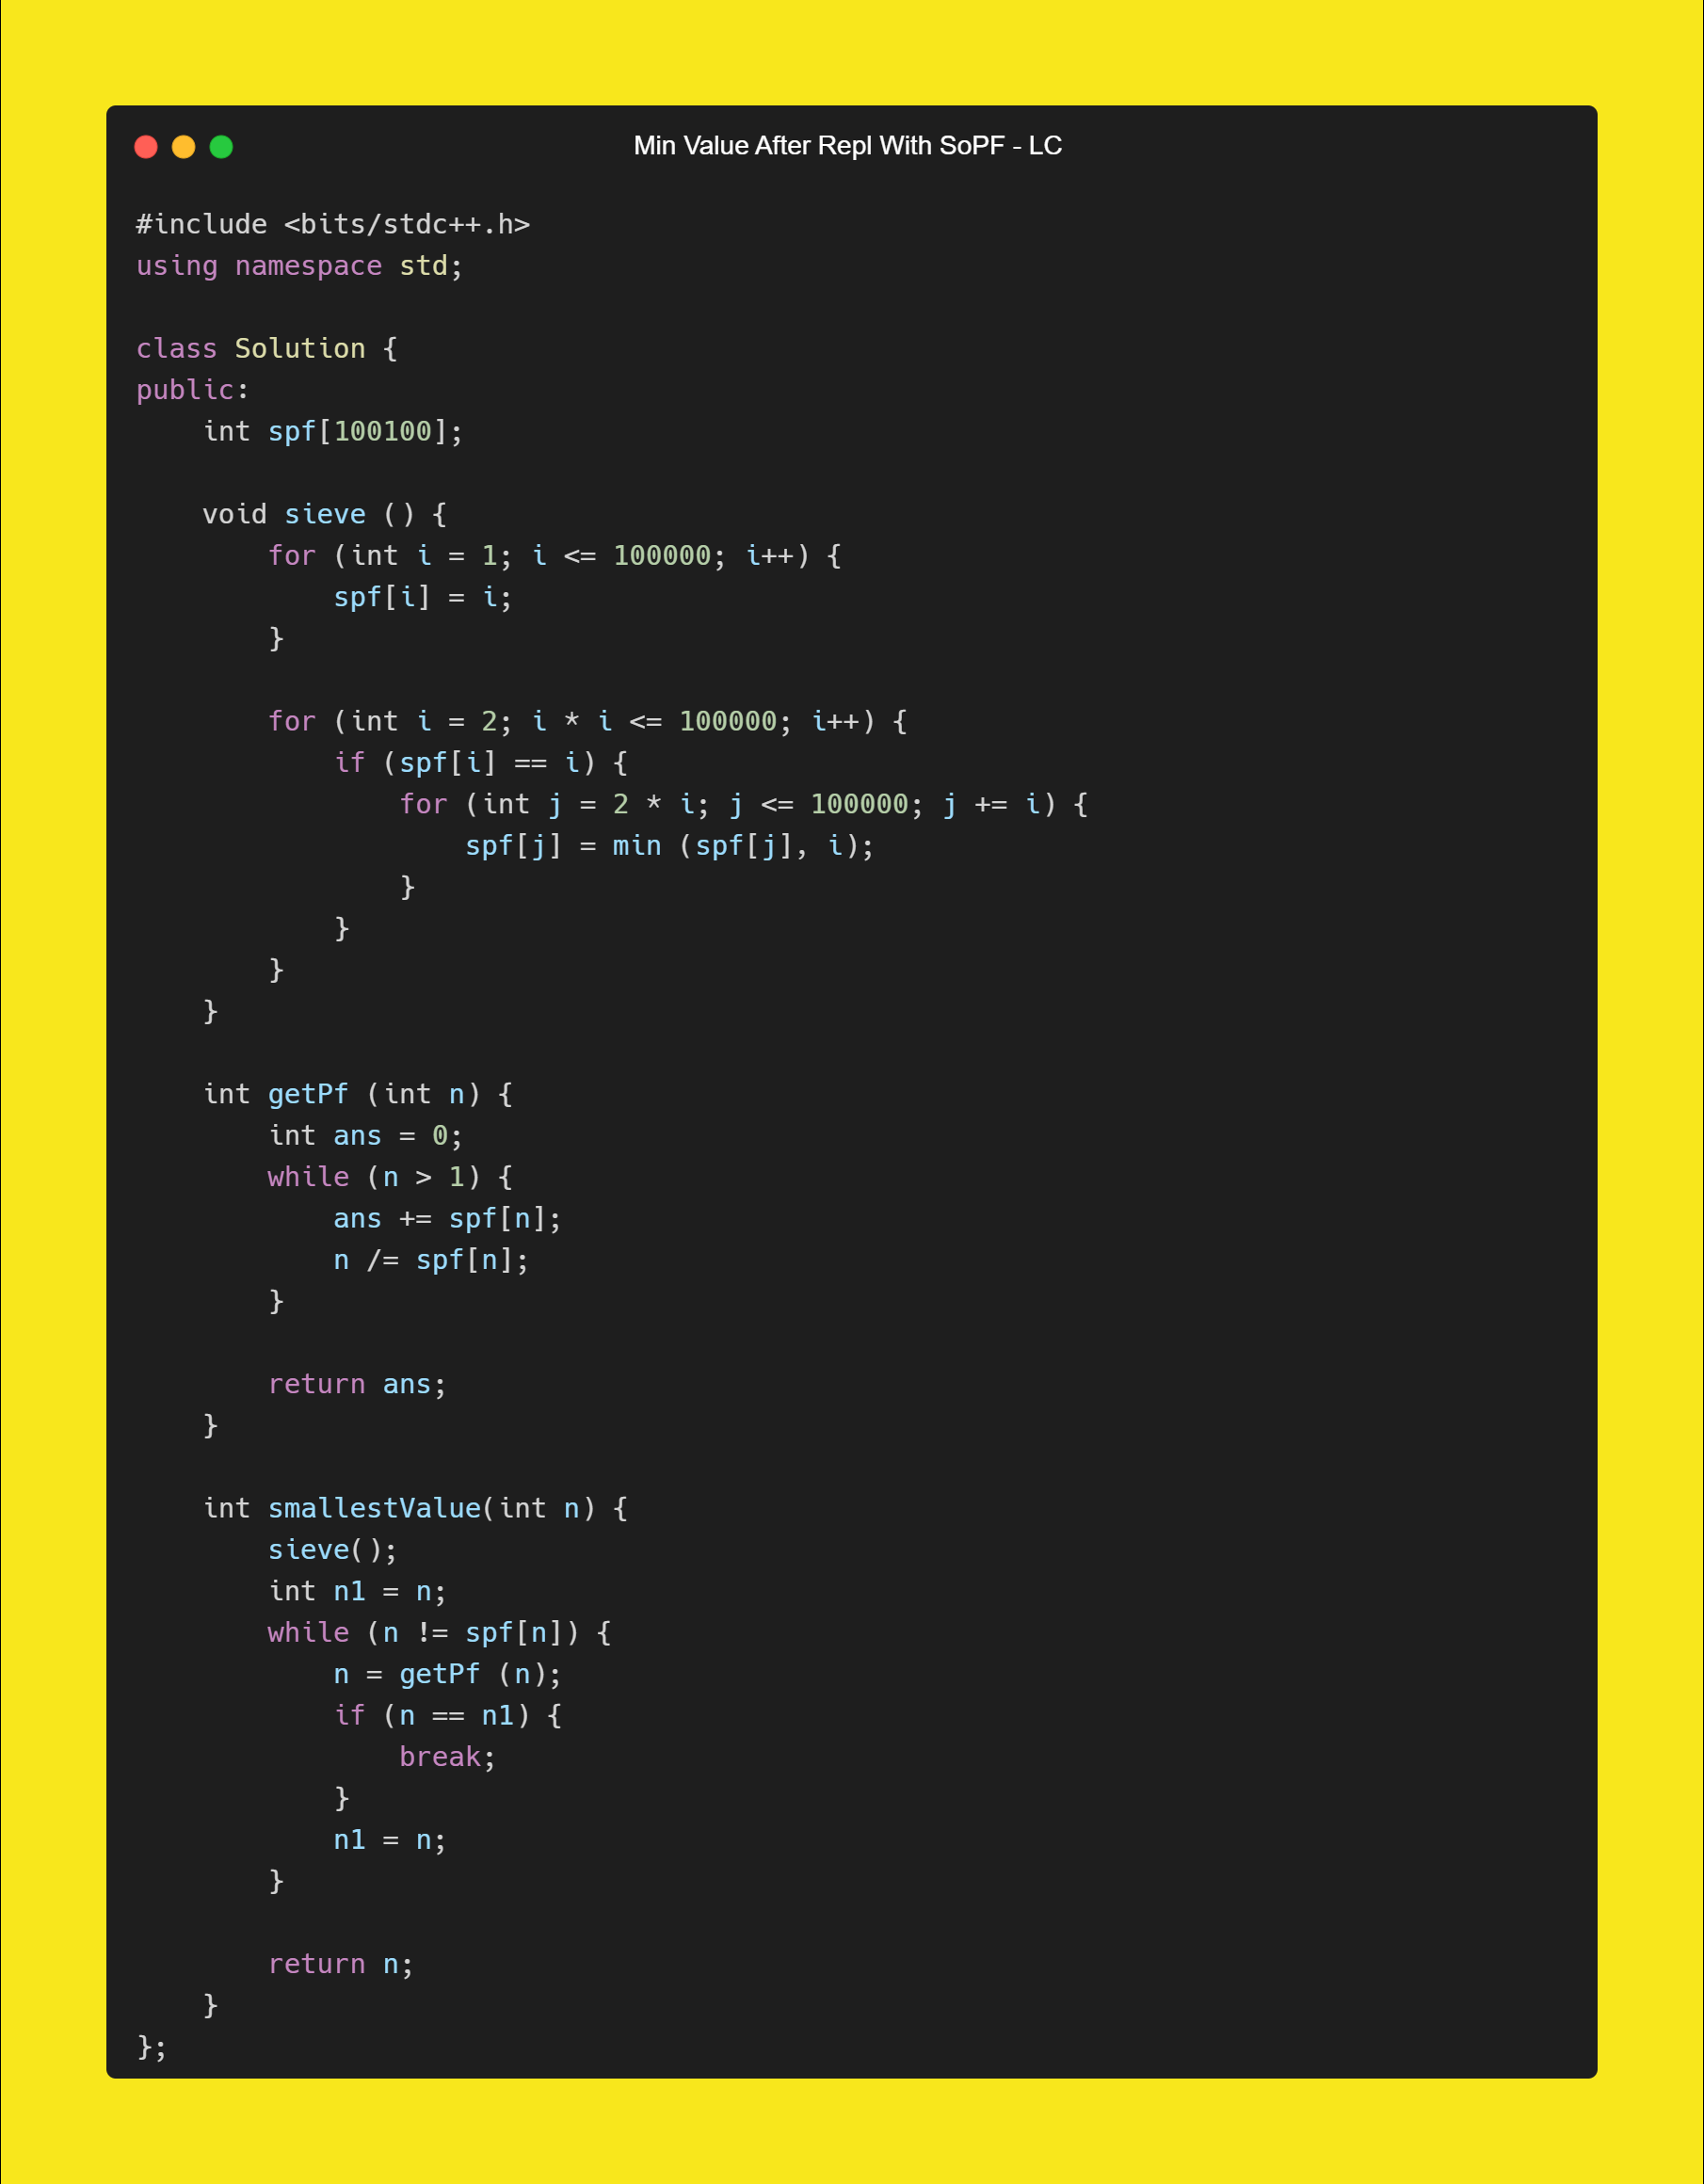 Min Value After Repl With SoPF - LC
#include <bits/stdc++.h>
using namespace std;

class Solution {
public:
    int spf[100100];

    void sieve () {
        for (int i = 1; i <= 100000; i++) {
            spf[i] = i;
        }

        for (int i = 2; i * i <= 100000; i++) {
            if (spf[i] == i) {
                for (int j = 2 * i; j <= 100000; j += i) {
                    spf[j] = min (spf[j], i);
                }
            }
        }
    }

    int getPf (int n) {
        int ans = 0;
        while (n > 1) {
            ans += spf[n];
            n /= spf[n];
        }

        return ans;
    }

    int smallestValue(int n) {
        sieve();
        int n1 = n;
        while (n != spf[n]) {
            n = getPf (n);
            if (n == n1) {
                break;
            }
            n1 = n;
        }

        return n;
    }
};